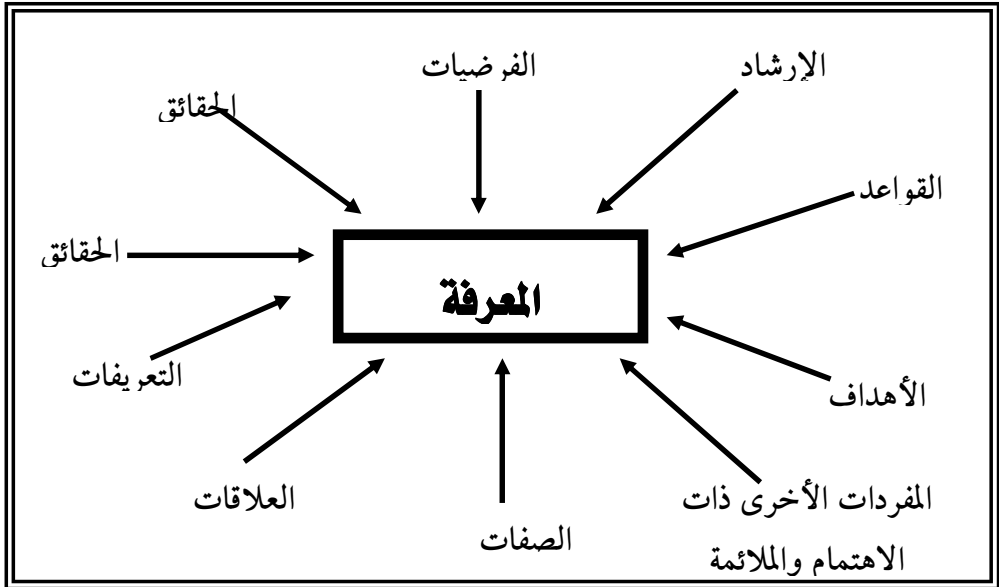 الإرشاد
الفرضيات
الحقائق
القواعد
الحقائق
المعرفة
التعريفات
الأهداف
العلاقات
الصفات
المفردات الأخرى ذات
الاهتمام والملائمة